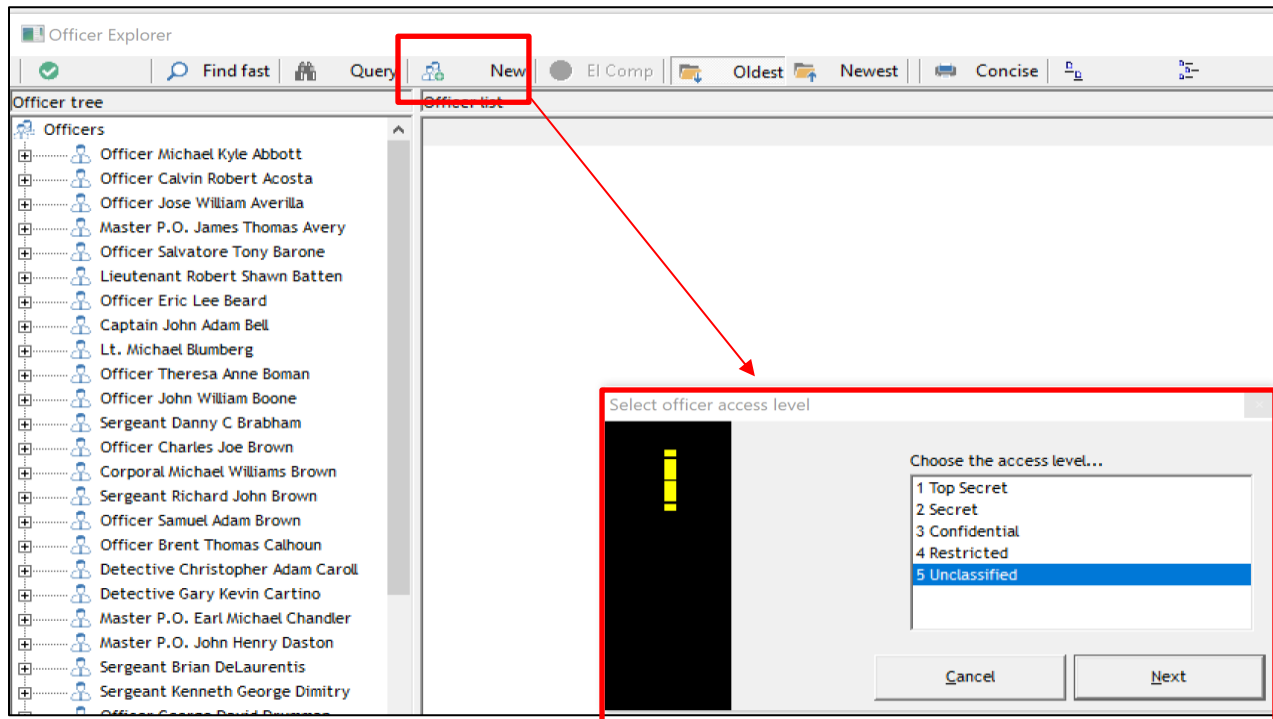 Officer Explorer
Find fast Query New El Comp Oldest Newest Concise
Officer tree
Officer list
Officers
Officer Michael Kyle Abbott
Officer Calvin Robert Acosta
Officer Jose William Averilla
Master P.O. James Thomas Avery
Officer Salvatore Tony Barone
Lieutenant Robert Shawn Batten
Officer Eric Lee Beard
Captain John Adam Bell
Lt. Michael Blumberg
Officer Theresa Anne Boman
Officer John William Boone
Sergeant Danny C Brabham
Officer Charles Joe Brown
Corporal Michael Williams Brown
Sergeant Richard John Brown
Officer Samuel Adam Brown
Officer Brent Thomas Calhoun
Detective Christopher Adam Caroll
Detective Gary Kevin Cartino
Master P.O. Earl Michael Chandler
Master P.O. John Henry Daston
Sergeant Brian DeLaurentis
Sergeant Kenneth George Dimitry
Officer George David
Select officer access level
Choose the access level...
1 Top Secret
2 Secret
3 Confidential
4 Restricted
5 Unclassified
Cancel Next